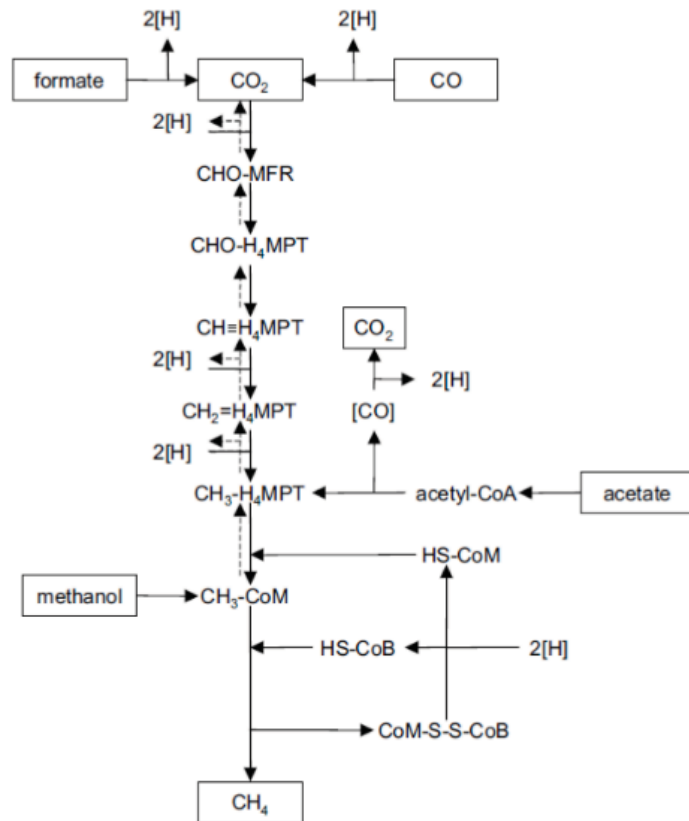 2[H] 2[H]
formate CO₂ CO
2[H]
CHO-MFR
CHO-H₄MPT
CH≡H₄MPT
CO₂
2[H]
2[H]
CH₂=H₄MPT
[CO]
2[H]
CH₃-H₄MPT acetyl-CoA acetate
HS-CoM
methanol CH₃-CoM
HS-CoB 2[H]
CoM-S-S-CoB
CH₄